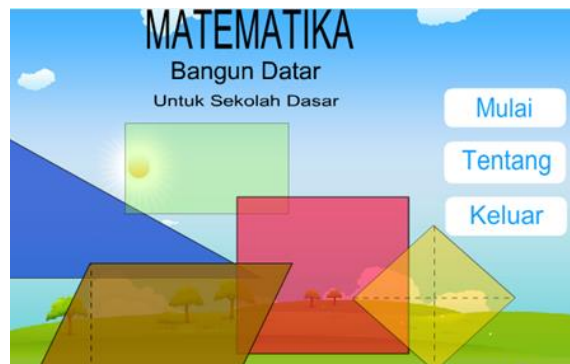 MATEMATIKA
Bangun Datar
Untuk Sekolah Dasar
Mulai
Tentang
Keluar